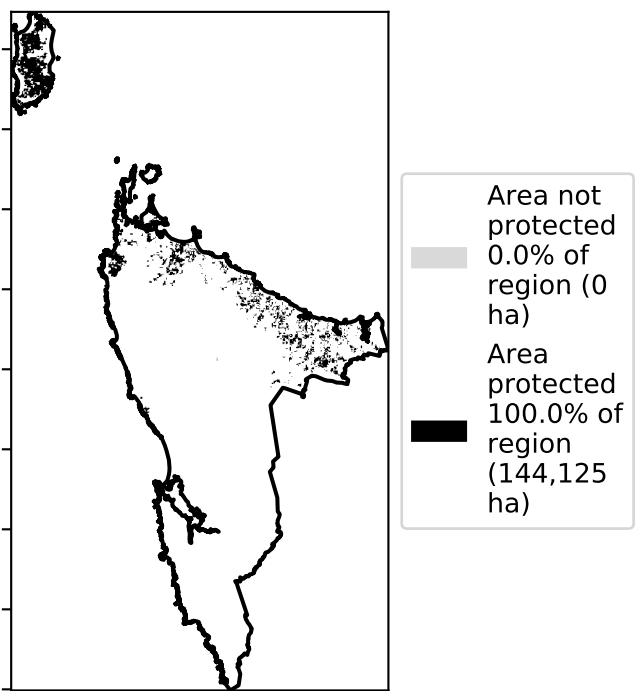 Area not
protected
0.0% of
region (0
ha)
Area
protected
100.0% of
region
(144,125
ha)